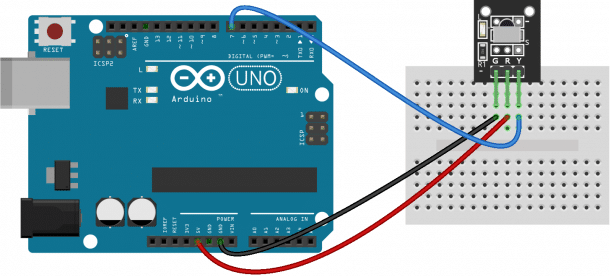 RESET
ICSP2
AREF
GND
13
12
~11
~10
~9
8
7
~6
~5
4
~3
2
TX▸1
RX◂0
DIGITAL (PWM~)
L
TX
RX
Arduino
UNO
ON
ICSP
1
S
R1
-
G R Y
IOREF
RESET
3V3
5V
GND
GND
VIN
POWER
ANALOG IN
A0
A1
A2
A3